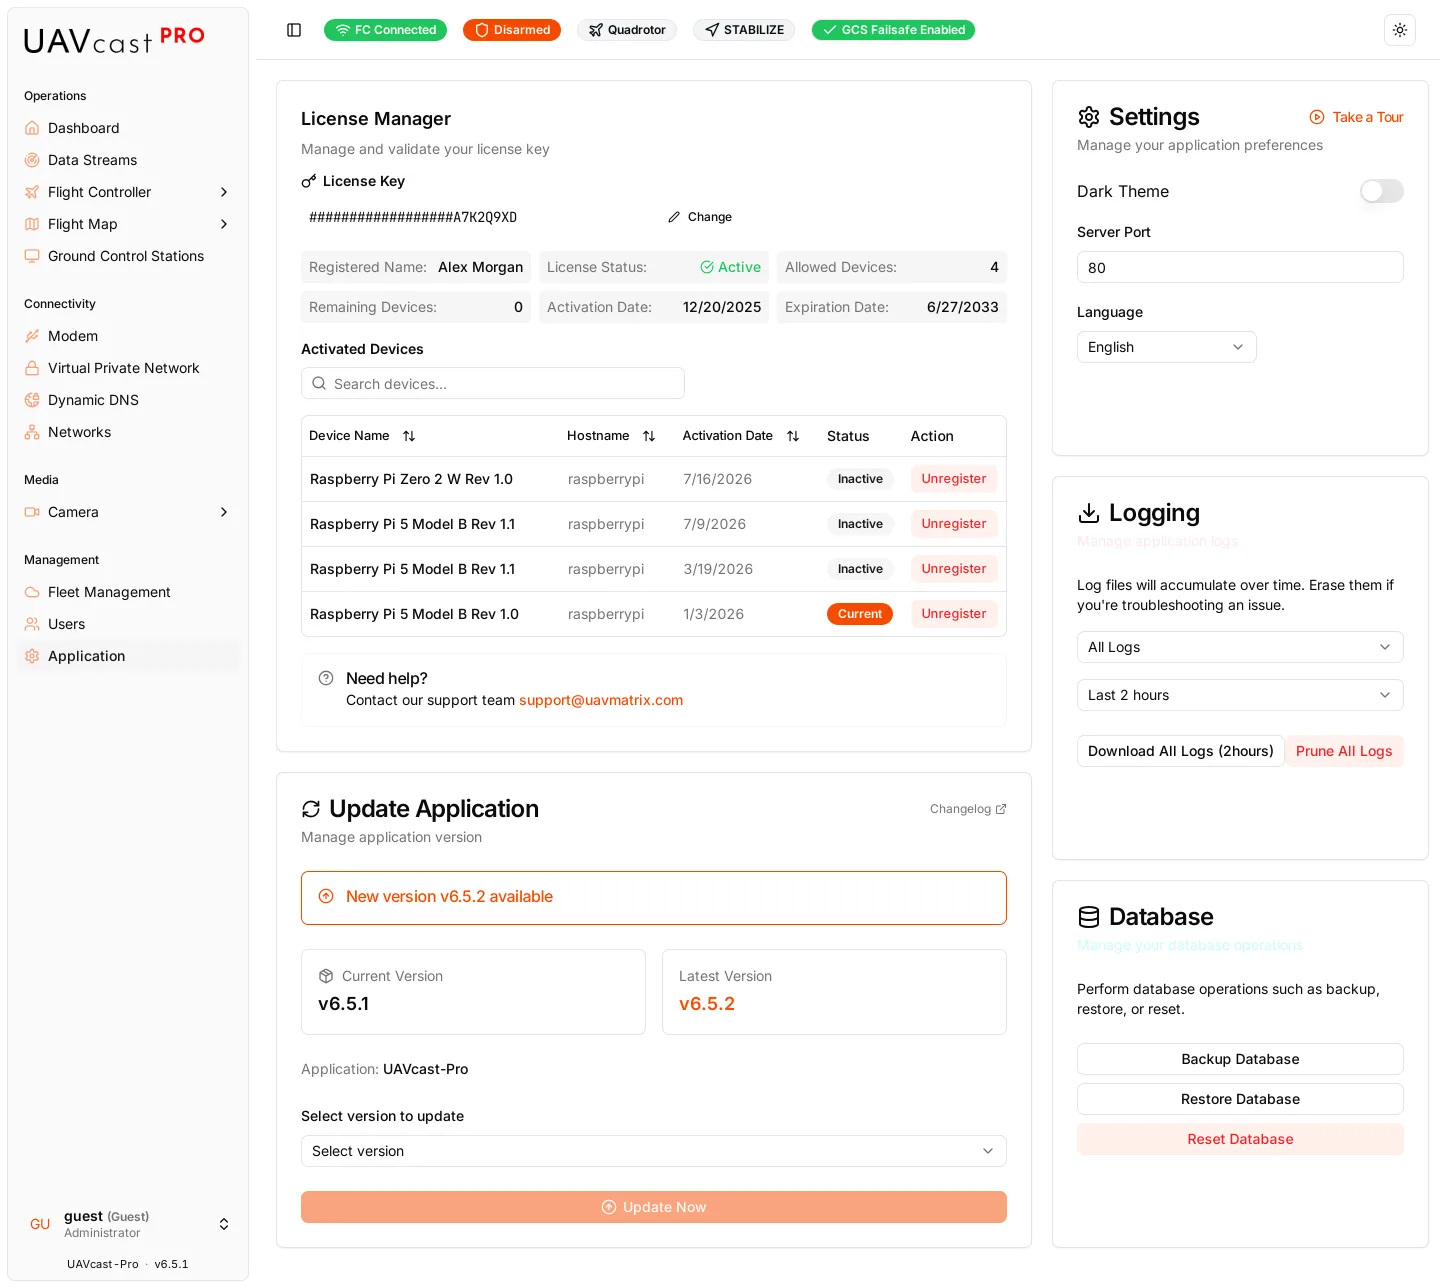 UAVcast PRO
Operations
Dashboard
Data Streams
Flight Controller
Flight Map
Ground Control Stations
Connectivity
Modem
Virtual Private Network
Dynamic DNS
Networks
Media
Camera
Management
Fleet Management
Users
Application
GU
guest (Guest)
Administrator
UAVcast-Pro · v6.5.1
FC Connected
Disarmed
Quadrotor
STABILIZE
GCS Failsafe Enabled
License Manager
Manage and validate your license key
License Key
##################A7K2Q9XD
Change
Registered Name: Alex Morgan
License Status: Active
Allowed Devices: 4
Remaining Devices: 0
Activation Date: 12/20/2025
Expiration Date: 6/27/2033
Activated Devices
Search devices...
Device Name Hostname Activation Date Status Action
Raspberry Pi Zero 2 W Rev 1.0 raspberrypi 7/16/2026 Inactive Unregister
Raspberry Pi 5 Model B Rev 1.1 raspberrypi 7/9/2026 Inactive Unregister
Raspberry Pi 5 Model B Rev 1.1 raspberrypi 3/19/2026 Inactive Unregister
Raspberry Pi 5 Model B Rev 1.0 raspberrypi 1/3/2026 Current Unregister
Need help?
Contact our support team support@uavmatrix.com
Update Application
Changelog
Manage application version
New version v6.5.2 available
Current Version
v6.5.1
Latest Version
v6.5.2
Application: UAVcast-Pro
Select version to update
Select version
Update Now
Settings
Take a Tour
Manage your application preferences
Dark Theme
Server Port
80
Language
English
Logging
Manage application logs
Log files will accumulate over time. Erase them if
you're troubleshooting an issue.
All Logs
Last 2 hours
Download All Logs (2hours)
Prune All Logs
Database
Manage your database operations
Perform database operations such as backup,
restore, or reset.
Backup Database
Restore Database
Reset Database